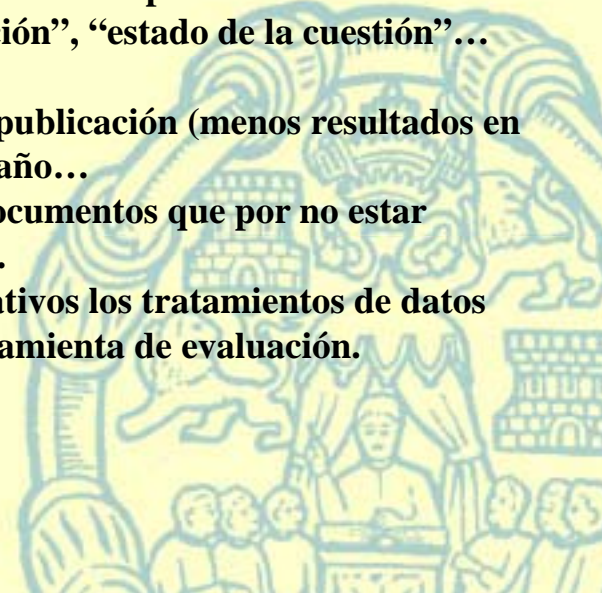 ción”, “estado de la cuestión”…
publicación (menos resultados en
año…
ocumentos que por no estar
.
ativos los tratamientos de datos
amienta de evaluación.